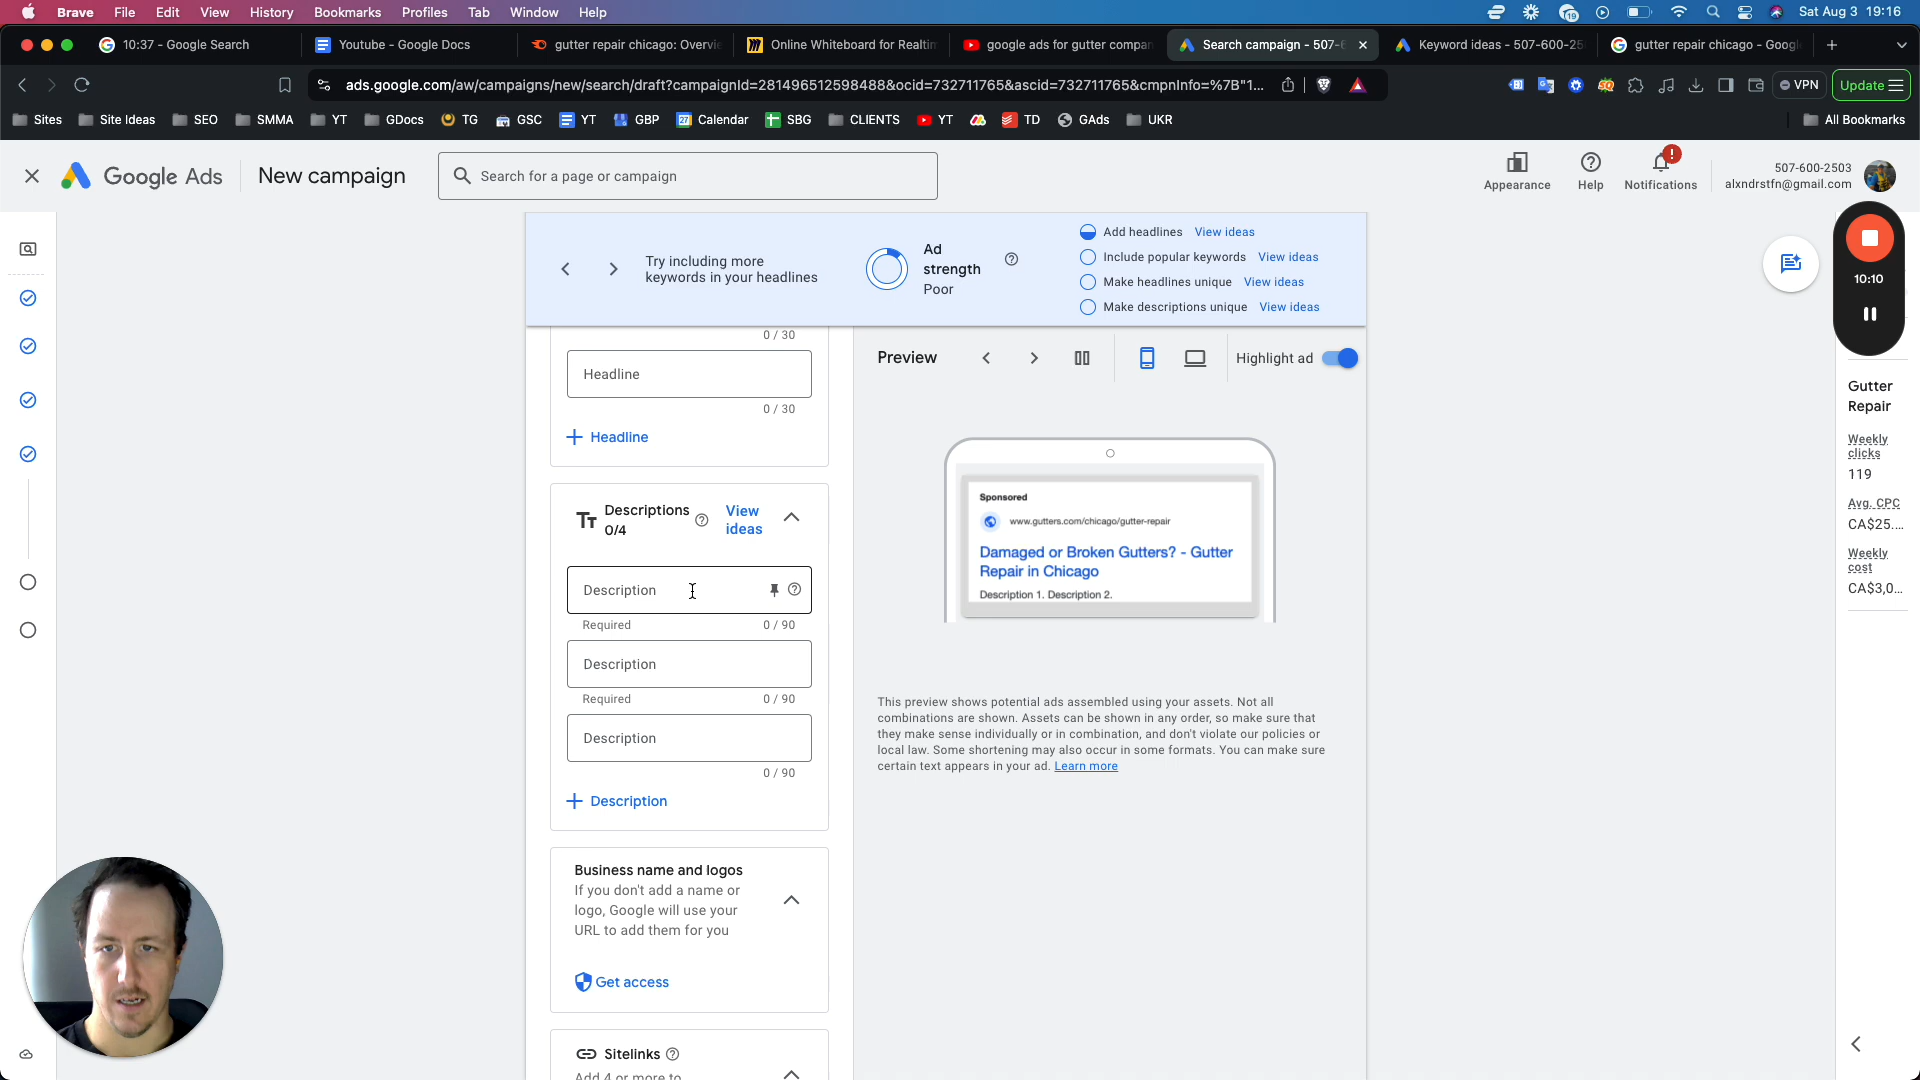 Brave File Edit View History Bookmarks Profiles Tab Window Help
19
Sat Aug 3 19:16
10:37 - Google Search
Youtube - Google Docs
gutter repair chicago: Overvie
Online Whiteboard for Realtim
google ads for gutter compan
Search campaign - 507-6
Keyword ideas - 507-600-25
gutter repair chicago - Googl
ads.google.com/aw/campaigns/new/search/draft?campaignId=281496512598488&ocid=732711765&ascid=732711765&cmpnInfo=%7B"1...
VPN
Update
Sites
Site Ideas
SEO
SMMA
YT
GDocs
TG
GSC
YT
GBP
Calendar
SBG
CLIENTS
YT
TD
GAds
UKR
All Bookmarks
Google Ads
New campaign
Search for a page or campaign
Appearance
Help
Notifications
507-600-2503
alxndrstfn@gmail.com
10:10
Try including more
keywords in your headlines
Ad
strength
Poor
Add headlines View ideas
Include popular keywords View ideas
Make headlines unique View ideas
Make descriptions unique View ideas
0 / 30
Headline
0 / 30
Headline
Descriptions
0/4
View
ideas
Description
Required 0 / 90
Description
Required 0 / 90
Description
0 / 90
Description
Business name and logos
If you don't add a name or
logo, Google will use your
URL to add them for you
Get access
Sitelinks
Add 4 or more to
Preview
Highlight ad
Sponsored
www.gutters.com/chicago/gutter-repair
Damaged or Broken Gutters? - Gutter
Repair in Chicago
Description 1. Description 2.
This preview shows potential ads assembled using your assets. Not all
combinations are shown. Assets can be shown in any order, so make sure that
they make sense individually or in combination, and don't violate our policies or
local law. Some shortening may also occur in some formats. You can make sure
certain text appears in your ad. Learn more
Gutter
Repair
Weekly
clicks
119
Avg. CPC
CA$25....
Weekly
cost
CA$3,0...